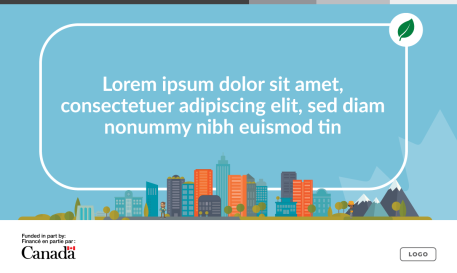 Lorem ipsum dolor sit amet,
consectetuer adipiscing elit, sed diam
nonummy nibh euismod tin
Funded in part by:
Financé en partie par:
Canada
LOGO